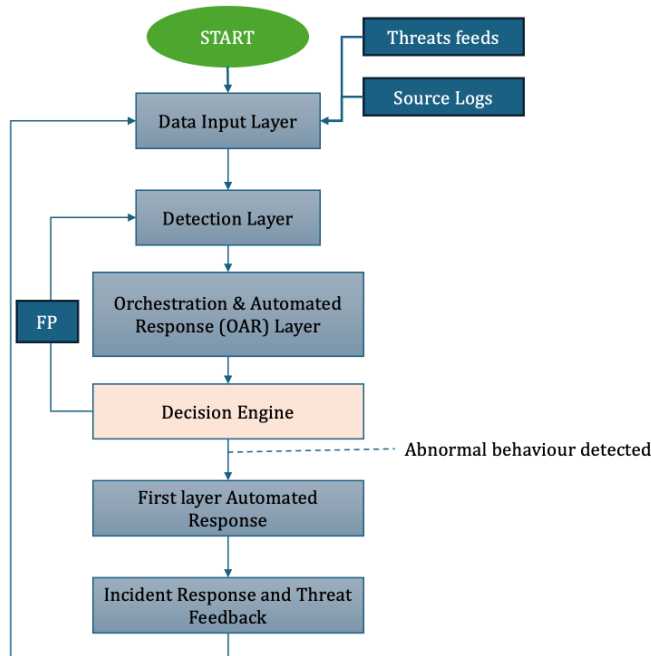 START
Threats feeds
Source Logs
Data Input Layer
Detection Layer
Orchestration & Automated
Response (OAR) Layer
FP
Decision Engine
Abnormal behaviour detected
First layer Automated
Response
Incident Response and Threat
Feedback